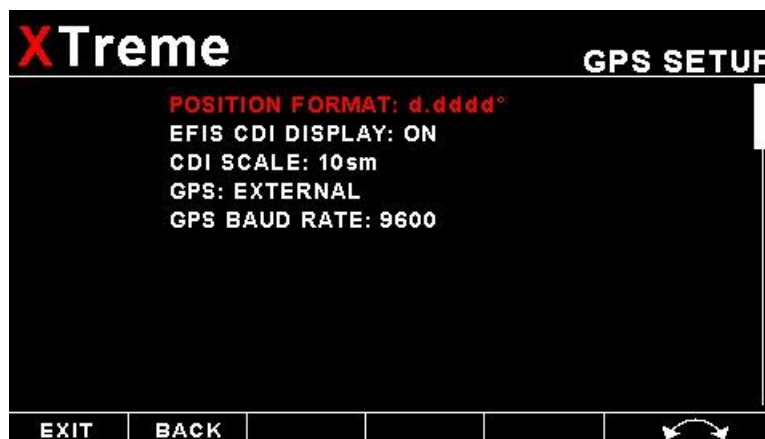 XTreme
GPS SETUP
POSITION FORMAT: d.dddd°
EFIS CDI DISPLAY: ON
CDI SCALE: 10sm
GPS: EXTERNAL
GPS BAUD RATE: 9600
EXIT BACK